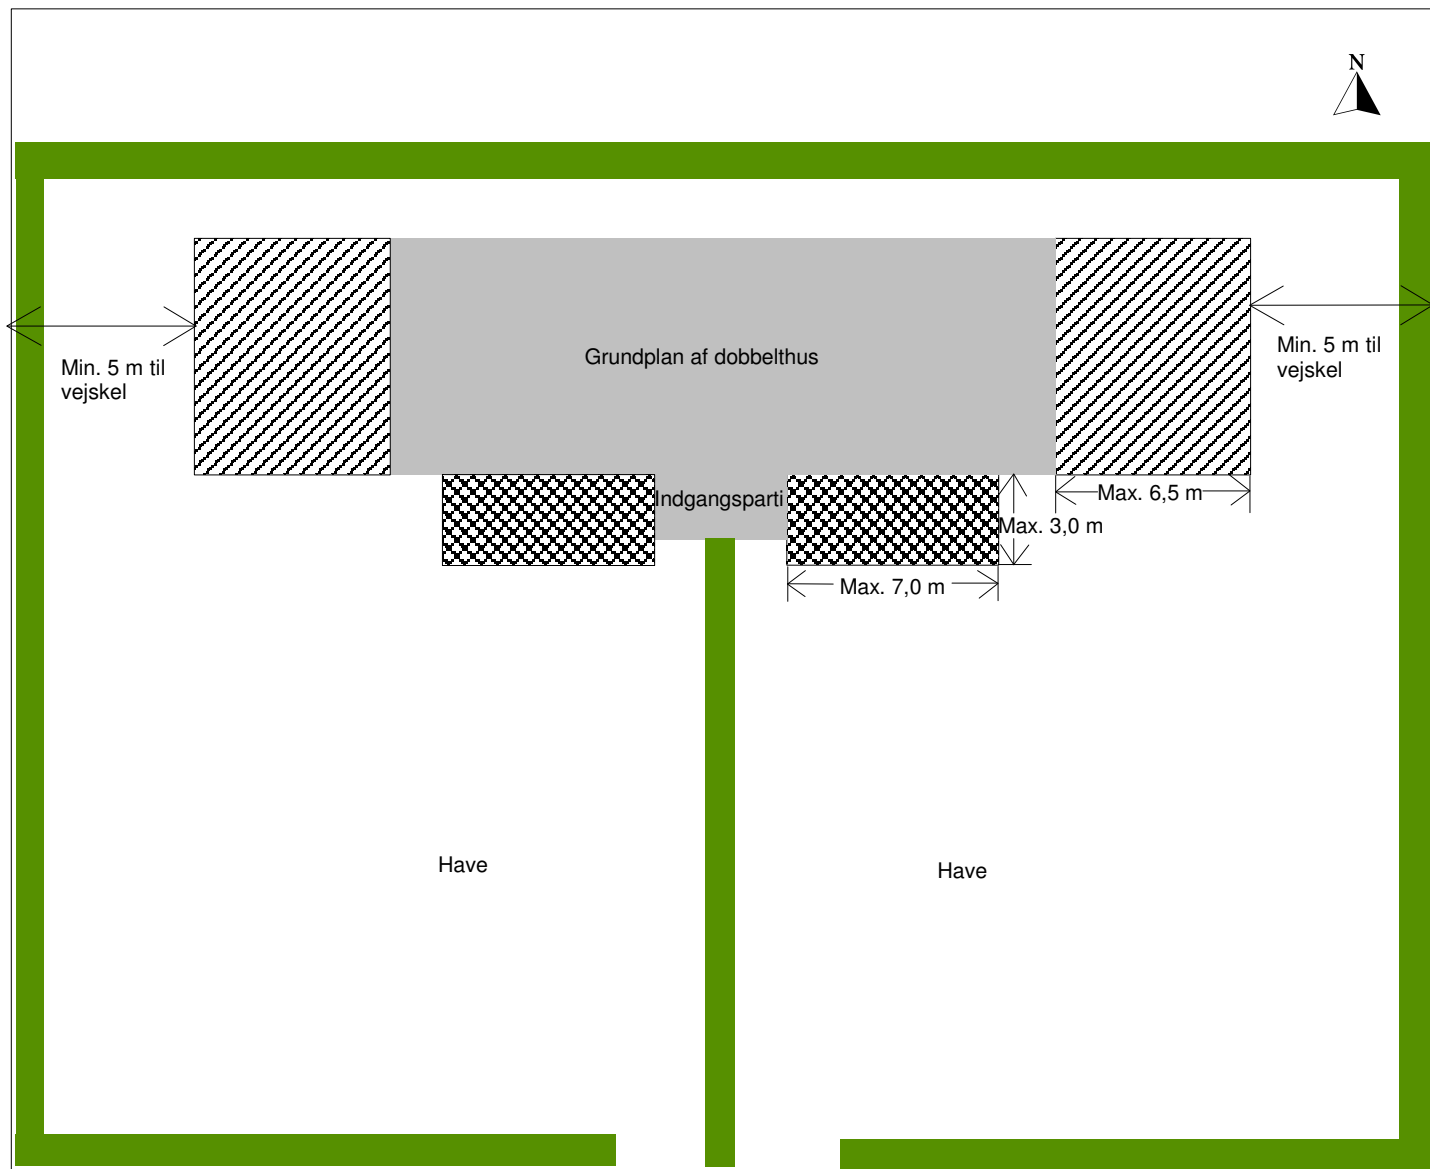 N
Grundplan af dobbelthus
Min. 5 m til
vejskel
Min. 5 m til
vejskel
Indgangsparti
Max. 6,5 m
Max. 3,0 m
Max. 7,0 m
Have
Have